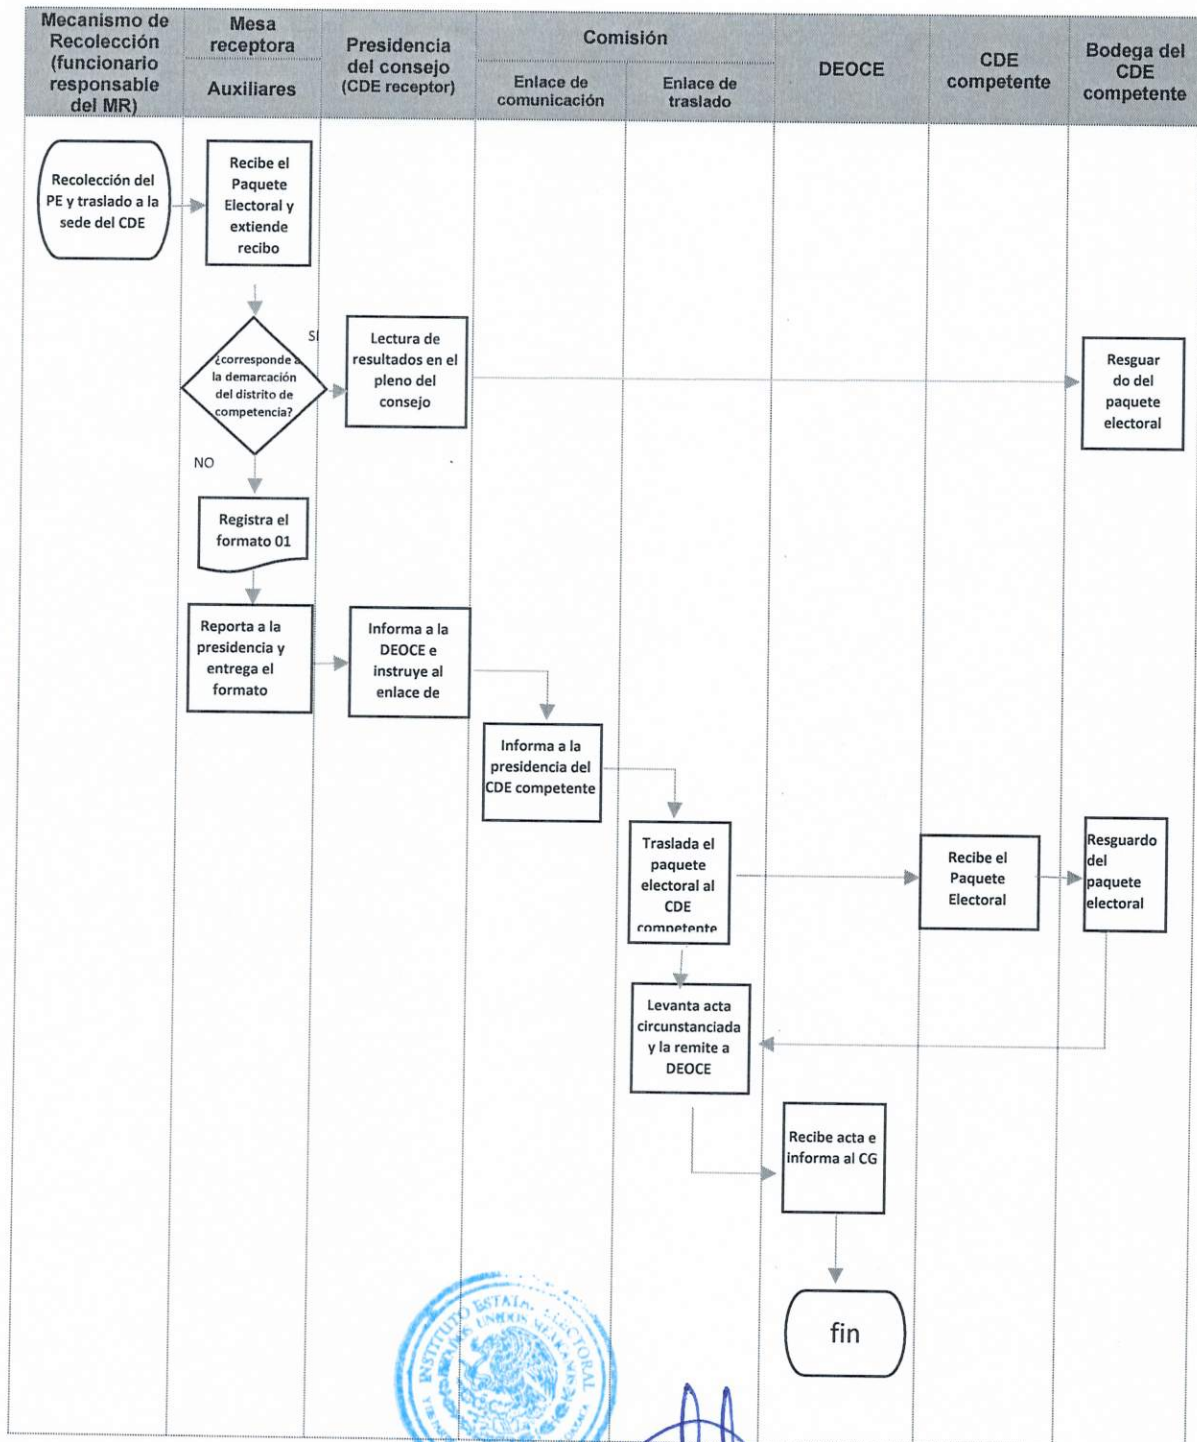 Mecanismo de
Recolección
(funcionario
responsable
del MR)
Mesa
receptora
Auxiliares
Presidencia
del consejo
(CDE receptor)
Comisión
Enlace de
comunicación
Enlace de
traslado
DEOCE
CDE
competente
Bodega del
CDE
competente
Recolección del
PE y traslado a la
sede del CDE
Recibe el
Paquete
Electoral y
extiende
recibo
¿corresponde a
la demarcación
del distrito de
competencia?
SI
NO
Lectura de
resultados en el
pleno del
consejo
Resguar
do del
paquete
electoral
Registra el
formato 01
Reporta a la
presidencia y
entrega el
formato
Informa a la
DEOCE e
instruye al
enlace de
Informa a la
presidencia del
CDE competente
Traslada el
paquete
electoral al
CDE
competente
Recibe el
Paquete
Electoral
Resguardo
del
paquete
electoral
Levanta acta
circunstanciada
y la remite a
DEOCE
Recibe acta e
informa al CG
fin
INSTITUTO ESTATAL ELECTORAL
UNIDOS MEXICANOS